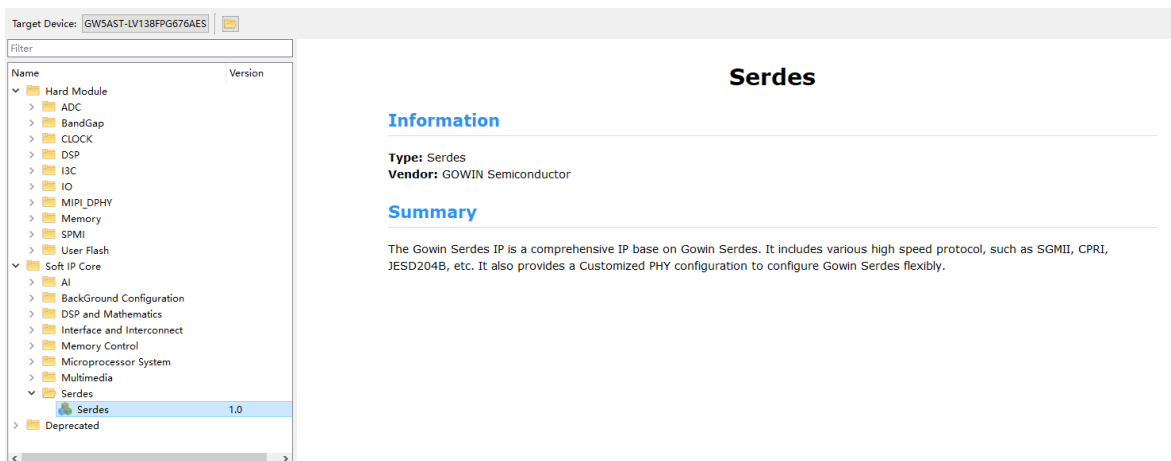 Target Device: GW5AST-LV138FPG676AES
Filter
Name Version
Hard Module
ADC
BandGap
CLOCK
DSP
I3C
IO
MIPI_DPHY
Memory
SPMI
User Flash
Soft IP Core
AI
BackGround Configuration
DSP and Mathematics
Interface and Interconnect
Memory Control
Microprocessor System
Multimedia
Serdes
Serdes 1.0
Deprecated
Serdes
Information
Type: Serdes
Vendor: GOWIN Semiconductor
Summary
The Gowin Serdes IP is a comprehensive IP base on Gowin Serdes. It includes various high speed protocol, such as SGMII, CPRI,
JESD204B, etc. It also provides a Customized PHY configuration to configure Gowin Serdes flexibly.